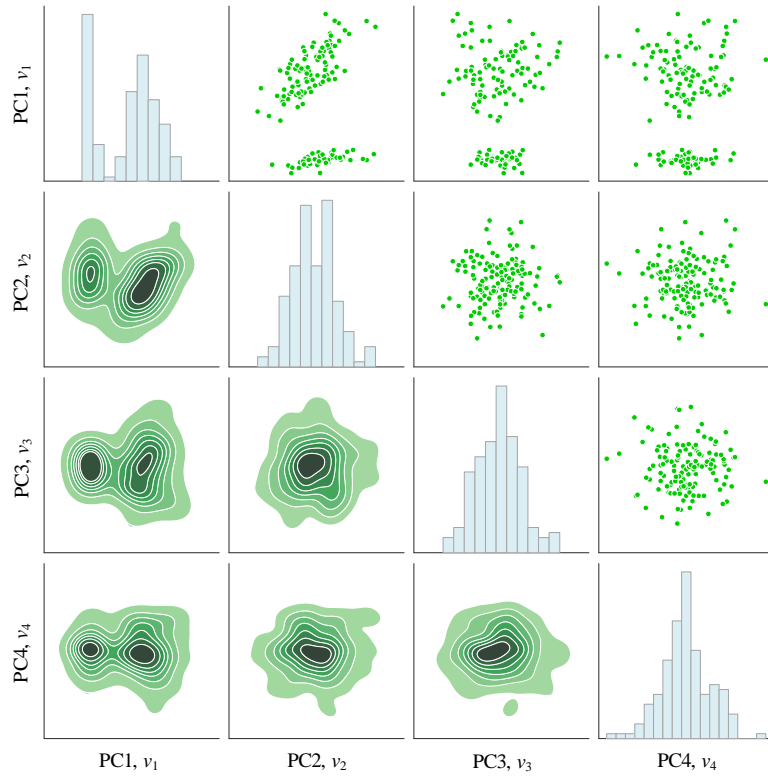 PC1, v₁
PC2, v₂
PC3, v₃
PC4, v₄
PC1, v₁
PC2, v₂
PC3, v₃
PC4, v₄